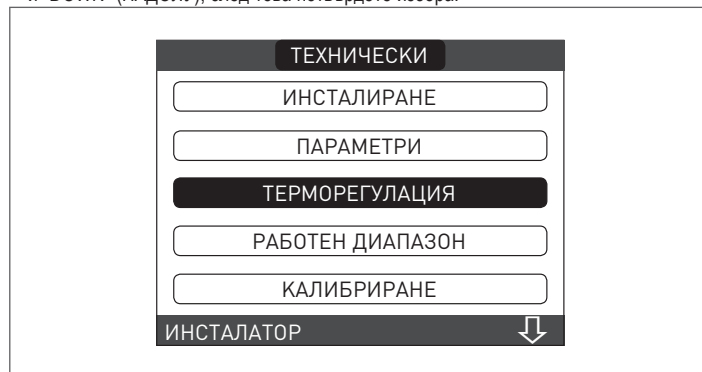 ТЕХНИЧЕСКИ
ИНСТАЛИРАНЕ
ПАРАМЕТРИ
ТЕРМОРЕГУЛАЦИЯ
РАБОТЕН ДИАПАЗОН
КАЛИБРИРАНЕ
ИНСТАЛАТОР